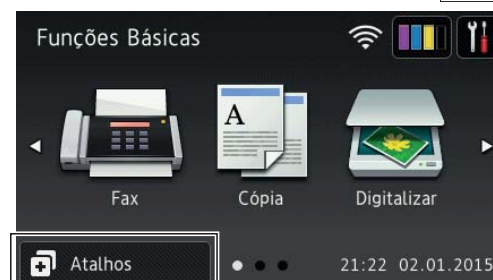 Funções Básicas
A
Fax
Cópia
Digitalizar
Atalhos
21:22 02.01.2015